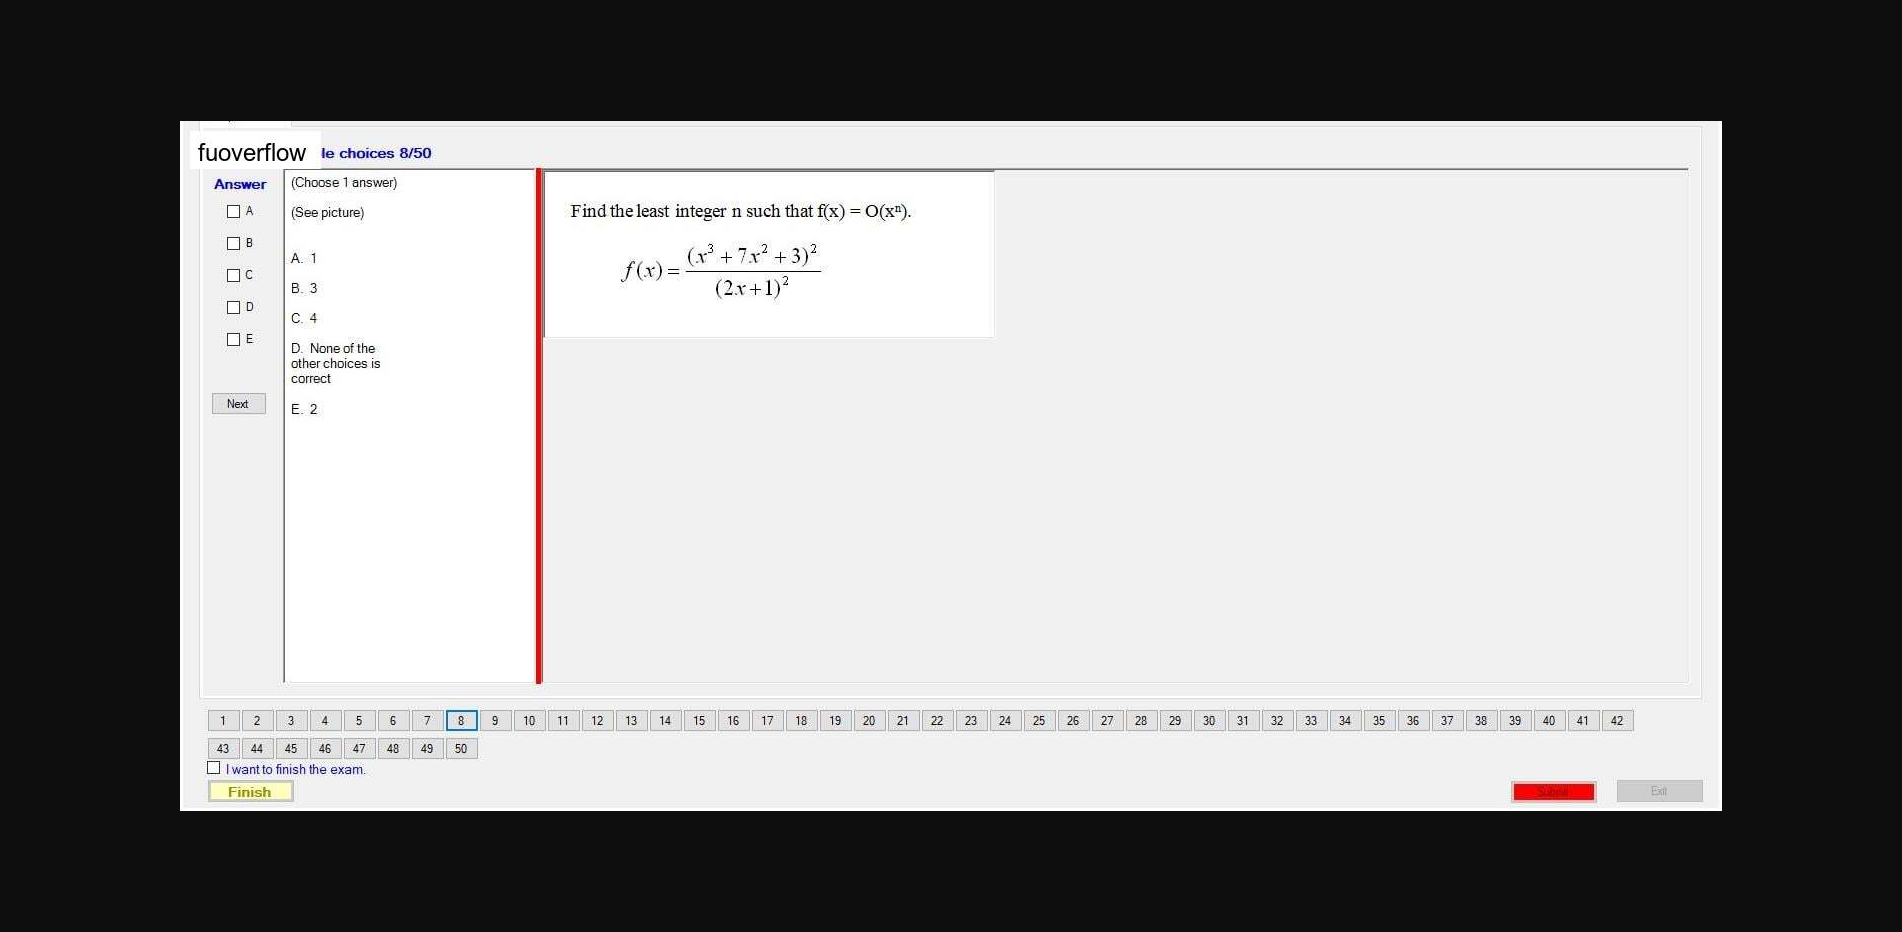 fuoverflow le choices 8/50
Answer
A
B
C
D
E
Next
(Choose 1 answer)
(See picture)
A. 1
B. 3
C. 4
D. None of the
other choices is
correct
E. 2
Find the least integer n such that f(x) = O(xⁿ).
f(x) = (x³ + 7x² + 3)² / (2x+1)²
1 2 3 4 5 6 7 8 9 10 11 12 13 14 15 16 17 18 19 20 21 22 23 24 25 26 27 28 29 30 31 32 33 34 35 36 37 38 39 40 41 42
43 44 45 46 47 48 49 50
I want to finish the exam.
Finish
Submit
Exit